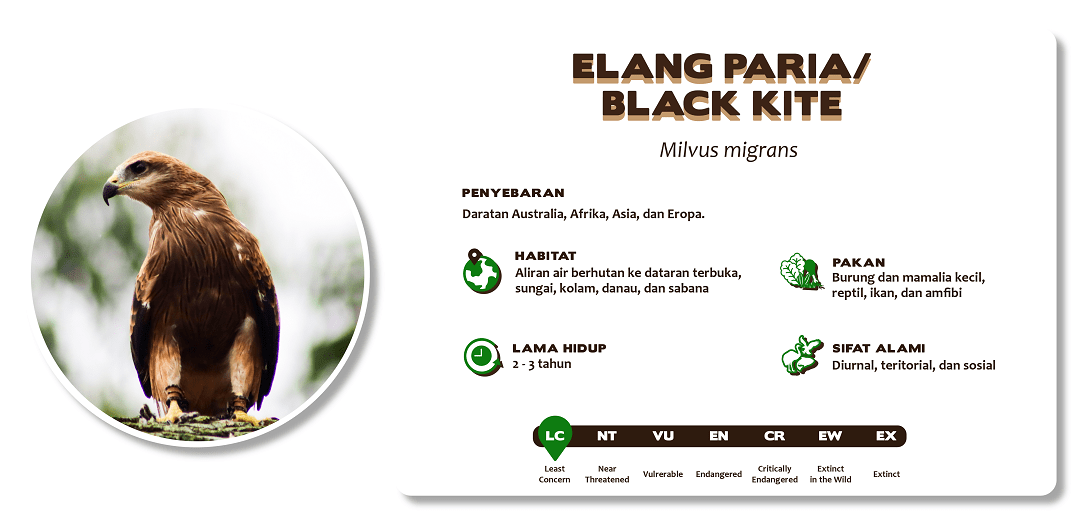 ELANG PARIA/
BLACK KITE
Milvus migrans
PENYEBARAN
Daratan Australia, Afrika, Asia, dan Eropa.
HABITAT
Aliran air berhutan ke dataran terbuka,
sungai, kolam, danau, dan sabana
PAKAN
Burung dan mamalia kecil,
reptil, ikan, dan amfibi
LAMA HIDUP
2 - 3 tahun
SIFAT ALAMI
Diurnal, teritorial, dan sosial
LC NT VU EN CR EW EX
Least Concern
Near Threatened
Vulrerable
Endangered
Critically Endangered
Extinct in the Wild
Extinct